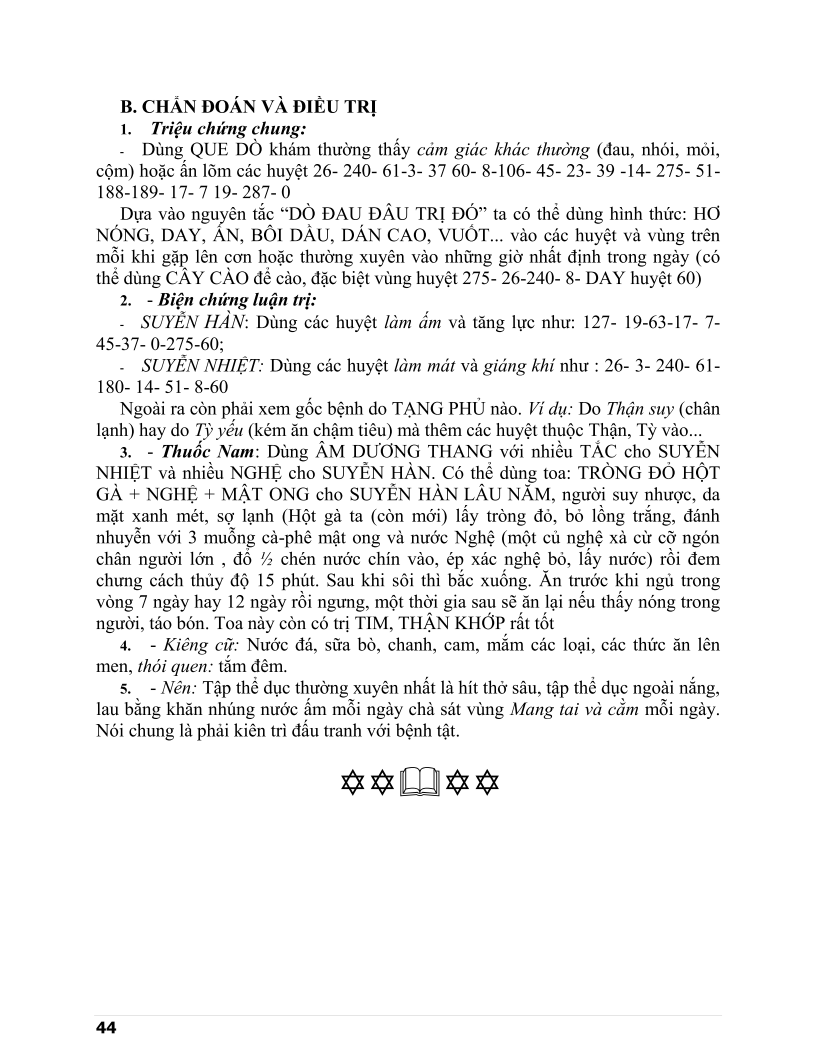 B. CHẨN ĐOÁN VÀ ĐIỀU TRỊ
1. Triệu chứng chung:
- Dùng QUE DÒ khám thường thấy cảm giác khác thường (đau, nhói, mỏi,
cộm) hoặc ấn lõm các huyệt 26- 240- 61-3- 37 60- 8-106- 45- 23- 39 -14- 275- 51-
188-189- 17- 7 19- 287- 0
Dựa vào nguyên tắc “DÒ ĐAU ĐÂU TRỊ ĐÓ” ta có thể dùng hình thức: HƠ
NÓNG, DAY, ẤN, BÔI DẦU, DÁN CAO, VUỐT... vào các huyệt và vùng trên
mỗi khi gặp lên cơn hoặc thường xuyên vào những giờ nhất định trong ngày (có
thể dùng CÂY CÀO để cào, đặc biệt vùng huyệt 275- 26-240- 8- DAY huyệt 60)
2. - Biện chứng luận trị:
- SUYỄN HÀN: Dùng các huyệt làm ấm và tăng lực như: 127- 19-63-17- 7-
45-37- 0-275-60;
- SUYỄN NHIỆT: Dùng các huyệt làm mát và giáng khí như : 26- 3- 240- 61-
180- 14- 51- 8-60
Ngoài ra còn phải xem gốc bệnh do TẠNG PHỦ nào. Ví dụ: Do Thận suy (chân
lạnh) hay do Tỳ yếu (kém ăn chậm tiêu) mà thêm các huyệt thuộc Thận, Tỳ vào...
3. - Thuốc Nam: Dùng ÂM DƯƠNG THANG với nhiều TẮC cho SUYỄN
NHIỆT và nhiều NGHỆ cho SUYỄN HÀN. Có thể dùng toa: TRÒNG ĐỎ HỘT
GÀ + NGHỆ + MẬT ONG cho SUYỄN HÀN LÂU NĂM, người suy nhược, da
mặt xanh mét, sợ lạnh (Hột gà ta (còn mới) lấy tròng đỏ, bỏ lồng trắng, đánh
nhuyễn với 3 muỗng cà-phê mật ong và nước Nghệ (một củ nghệ xà cừ cỡ ngón
chân người lớn , đổ ½ chén nước chín vào, ép xác nghệ bỏ, lấy nước) rồi đem
chưng cách thủy độ 15 phút. Sau khi sôi thì bắc xuống. Ăn trước khi ngủ trong
vòng 7 ngày hay 12 ngày rồi ngưng, một thời gia sau sẽ ăn lại nếu thấy nóng trong
người, táo bón. Toa này còn có trị TIM, THẬN KHỚP rất tốt
4. - Kiêng cữ: Nước đá, sữa bò, chanh, cam, mắm các loại, các thức ăn lên
men, thói quen: tắm đêm.
5. - Nên: Tập thể dục thường xuyên nhất là hít thở sâu, tập thể dục ngoài nắng,
lau bằng khăn nhúng nước ấm mỗi ngày chà sát vùng Mang tai và cằm mỗi ngày.
Nói chung là phải kiên trì đấu tranh với bệnh tật.
44